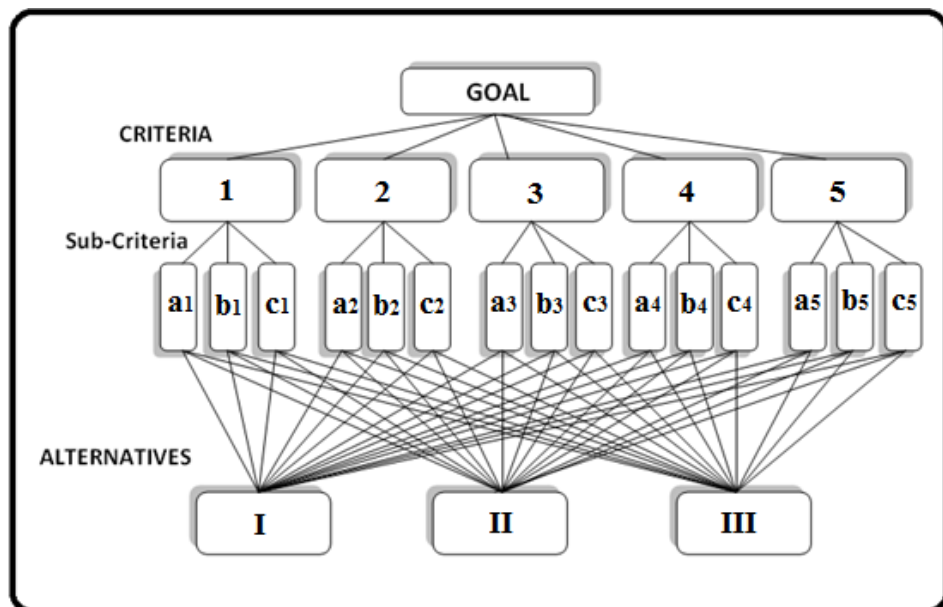 GOAL
CRITERIA
1 2 3 4 5
Sub-Criteria
a1 b1 c1 a2 b2 c2 a3 b3 c3 a4 b4 c4 a5 b5 c5
ALTERNATIVES
I II III